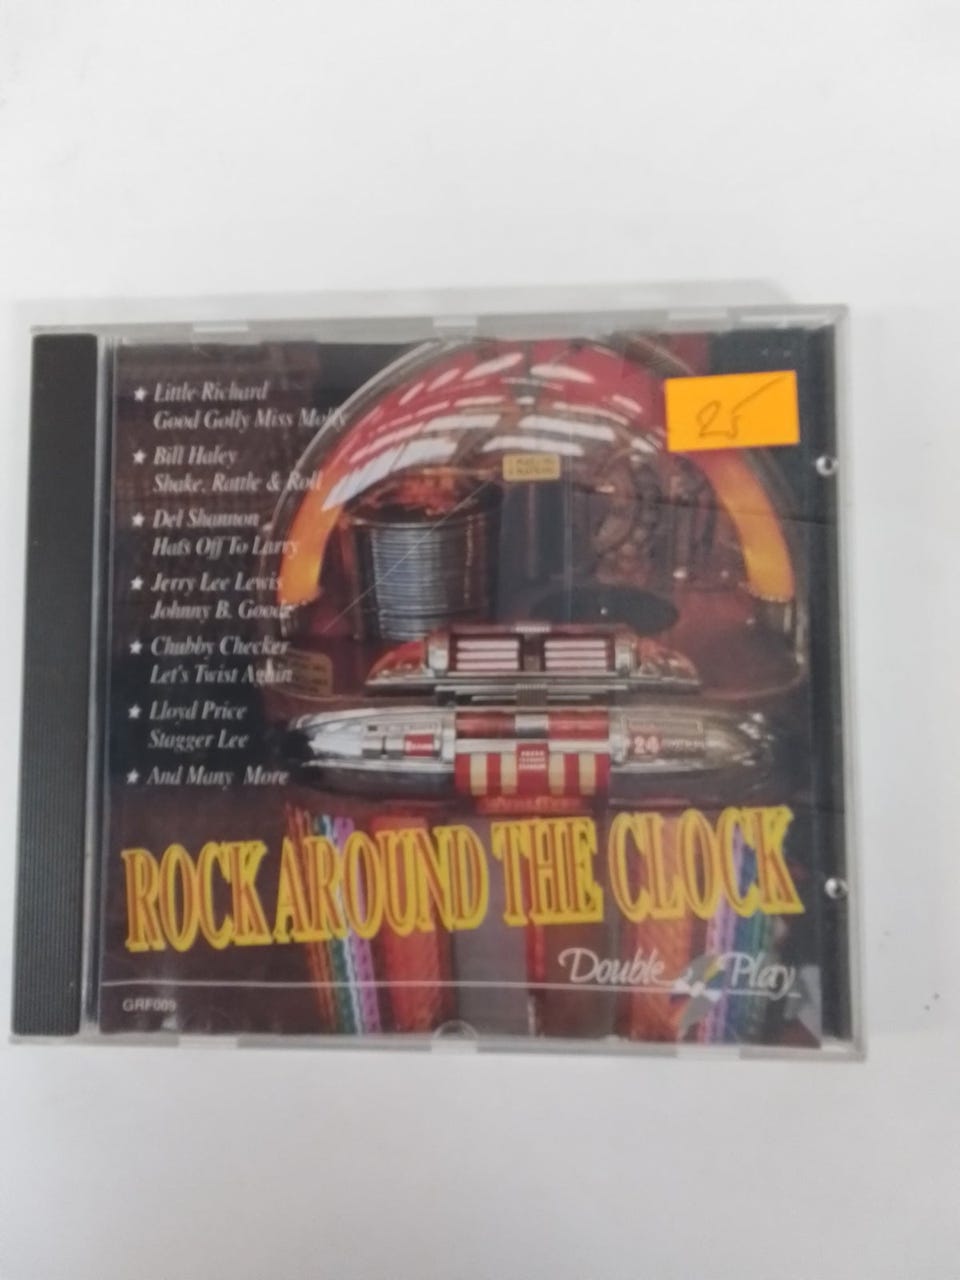 ★ Little Richard
Good Golly Miss Molly
★ Bill Haley
Shake, Rattle & Roll
★ Del Shannon
Hats Off To Larry
★ Jerry Lee Lewis
Johnny B. Goode
★ Chubby Checker
Let's Twist Again
★ Lloyd Price
Stagger Lee
★ And Many More
25
24
ROCK AROUND THE CLOCK
Double Play
GRF009